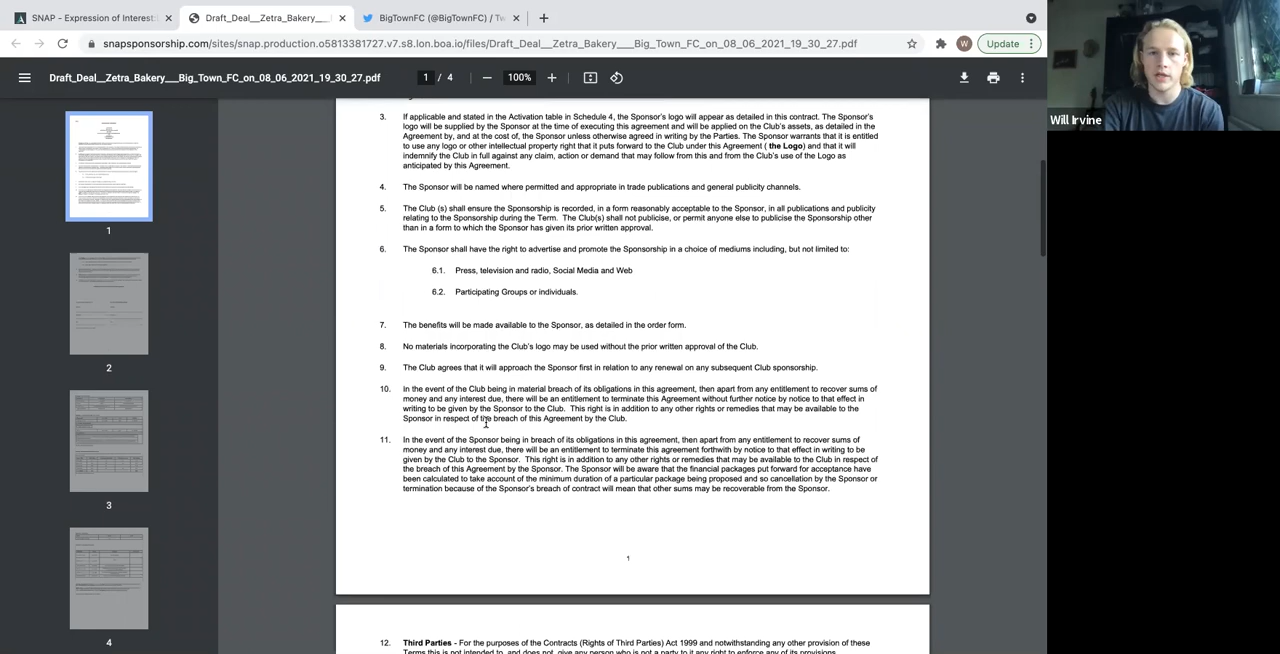 SNAP - Expression of Interest:
Draft_Deal__Zetra_Bakery__
BigTownFC (@BigTownFC) / Tw
snapsponsorship.com/sites/snap.production.o5813381727.v7.s8.lon.boa.io/files/Draft_Deal__Zetra_Bakery___Big_Town_FC_on_08_06_2021_19_30_27.pdf
W
Update
Draft_Deal__Zetra_Bakery___Big_Town_FC_on_08_06_2021_19_30_27.pdf
1 / 4
100%
Will Irvine
1
2
3
4
3. If applicable and stated in the Activation table in Schedule 4, the Sponsor's logo will appear as detailed in this contract. The Sponsor's
logo will be supplied by the Sponsor at the time of executing this agreement and will be applied on the Club's assets, as detailed in the
Agreement by, and at the cost of, the Sponsor unless otherwise agreed in writing by the Parties. The Sponsor warrants that it is entitled
to use any logo or other intellectual property right that it puts forward to the Club under this Agreement ( the Logo) and that it will
indemnify the Club in full against any claim, action or demand that may follow from this and from the Club's use of the Logo as
anticipated by this Agreement.
4. The Sponsor will be named where permitted and appropriate in trade publications and general publicity channels.
5. The Club (s) shall ensure the Sponsorship is recorded, in a form reasonably acceptable to the Sponsor, in all publications and publicity
relating to the Sponsorship during the Term. The Club(s) shall not publicise, or permit anyone else to publicise the Sponsorship other
than in a form to which the Sponsor has given its prior written approval.
6. The Sponsor shall have the right to advertise and promote the Sponsorship in a choice of mediums including, but not limited to:
6.1. Press, television and radio, Social Media and Web
6.2. Participating Groups or individuals.
7. The benefits will be made available to the Sponsor, as detailed in the order form.
8. No materials incorporating the Club's logo may be used without the prior written approval of the Club.
9. The Club agrees that it will approach the Sponsor first in relation to any renewal on any subsequent Club sponsorship.
10. In the event of the Club being in material breach of its obligations in this agreement, then apart from any entitlement to recover sums of
money and any interest due, there will be an entitlement to terminate this Agreement without further notice by notice to that effect in
writing to be given by the Sponsor to the Club. This right is in addition to any other rights or remedies that may be available to the
Sponsor in respect of the breach of this Agreement by the Club.
11. In the event of the Sponsor being in breach of its obligations in this agreement, then apart from any entitlement to recover sums of
money and any interest due, there will be an entitlement to terminate this agreement forthwith by notice to that effect in writing to be
given by the Club to the Sponsor. This right is in addition to any other rights or remedies that may be available to the Club in respect of
the breach of this Agreement by the Sponsor. The Sponsor will be aware that the financial packages put forward for acceptance have
been calculated to take account of the minimum duration of a particular package being proposed and so cancellation by the Sponsor or
termination because of the Sponsor's breach of contract will mean that other sums may be recoverable from the Sponsor.
1
12. Third Parties - For the purposes of the Contracts (Rights of Third Parties) Act 1999 and notwithstanding any other provision of these
Terms this is not intended to, and does not, give any person who is not a party to it any right to enforce any of its provisions.